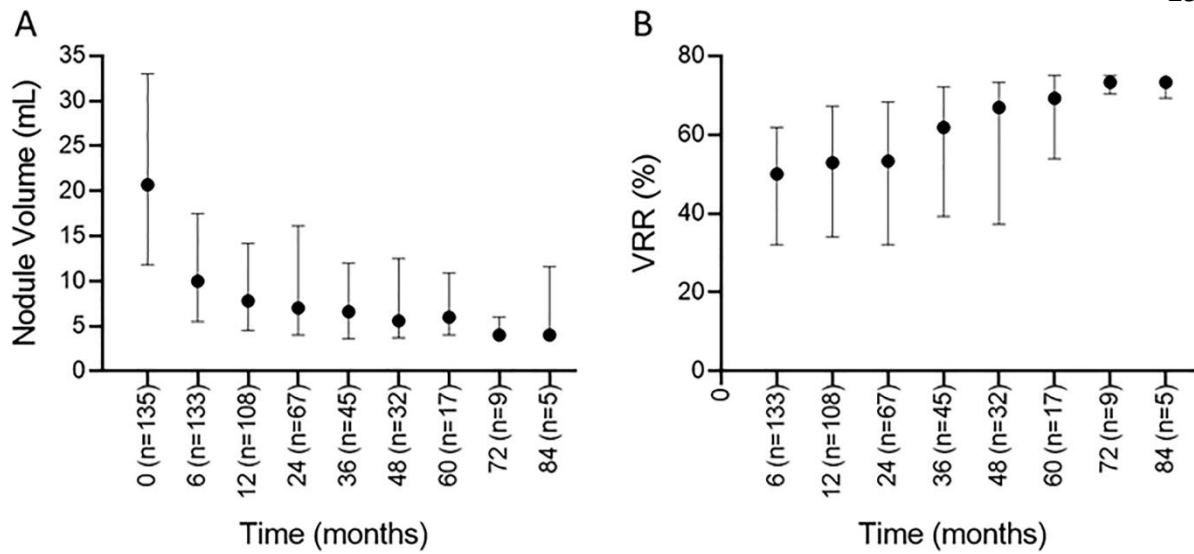 A
Nodule Volume (mL)
35
30
25
20
15
10
5
0
0 (n=135)
6 (n=133)
12 (n=108)
24 (n=67)
36 (n=45)
48 (n=32)
60 (n=17)
72 (n=9)
84 (n=5)
Time (months)
B
VRR (%)
80
60
40
20
0
0
6 (n=133)
12 (n=108)
24 (n=67)
36 (n=45)
48 (n=32)
60 (n=17)
72 (n=9)
84 (n=5)
Time (months)